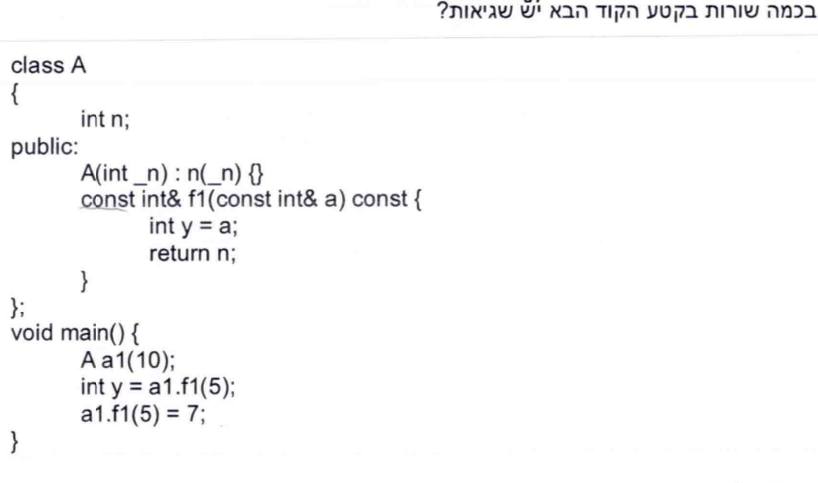 בכמה שורות בקטע הקוד הבא יש שגיאות?
class A
{
int n;
public:
A(int _n) : n(_n) {}
const int& f1(const int& a) const {
int y = a;
return n;
}
};
void main() {
A a1(10);
int y = a1.f1(5);
a1.f1(5) = 7;
}